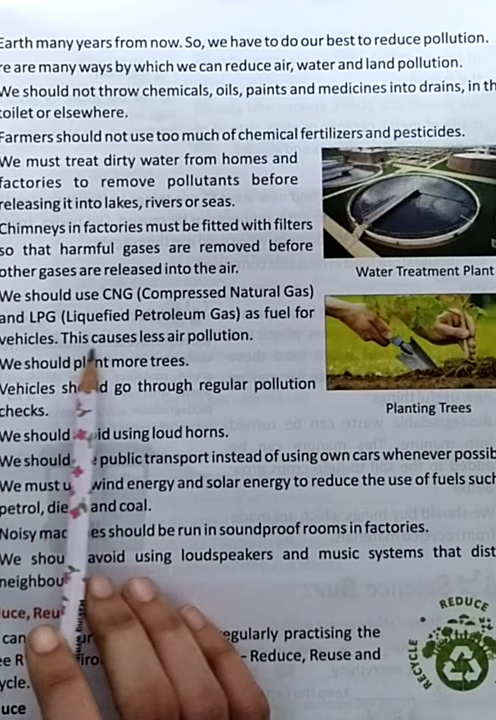 Earth many years from now. So, we have to do our best to reduce pollution.
re are many ways by which we can reduce air, water and land pollution.
We should not throw chemicals, oils, paints and medicines into drains, in th
toilet or elsewhere.
Farmers should not use too much of chemical fertilizers and pesticides.
We must treat dirty water from homes and
factories to remove pollutants before
releasing it into lakes, rivers or seas.
Water Treatment Plant
Chimneys in factories must be fitted with filters
so that harmful gases are removed before
other gases are released into the air.
We should use CNG (Compressed Natural Gas)
and LPG (Liquefied Petroleum Gas) as fuel for
vehicles. This causes less air pollution.
We should plant more trees.
Vehicles sh d go through regular pollution
checks.
Planting Trees
We should oid using loud horns.
We should e public transport instead of using own cars whenever possib
We must u wind energy and solar energy to reduce the use of fuels such
petrol, die and coal.
Noisy mac es should be run in soundproof rooms in factories.
We shou avoid using loudspeakers and music systems that dist
neighbou
uce, Reu
can egularly practising the
e R iro - Reduce, Reuse and
ycle.
uce
REDUCE
RECYCLE